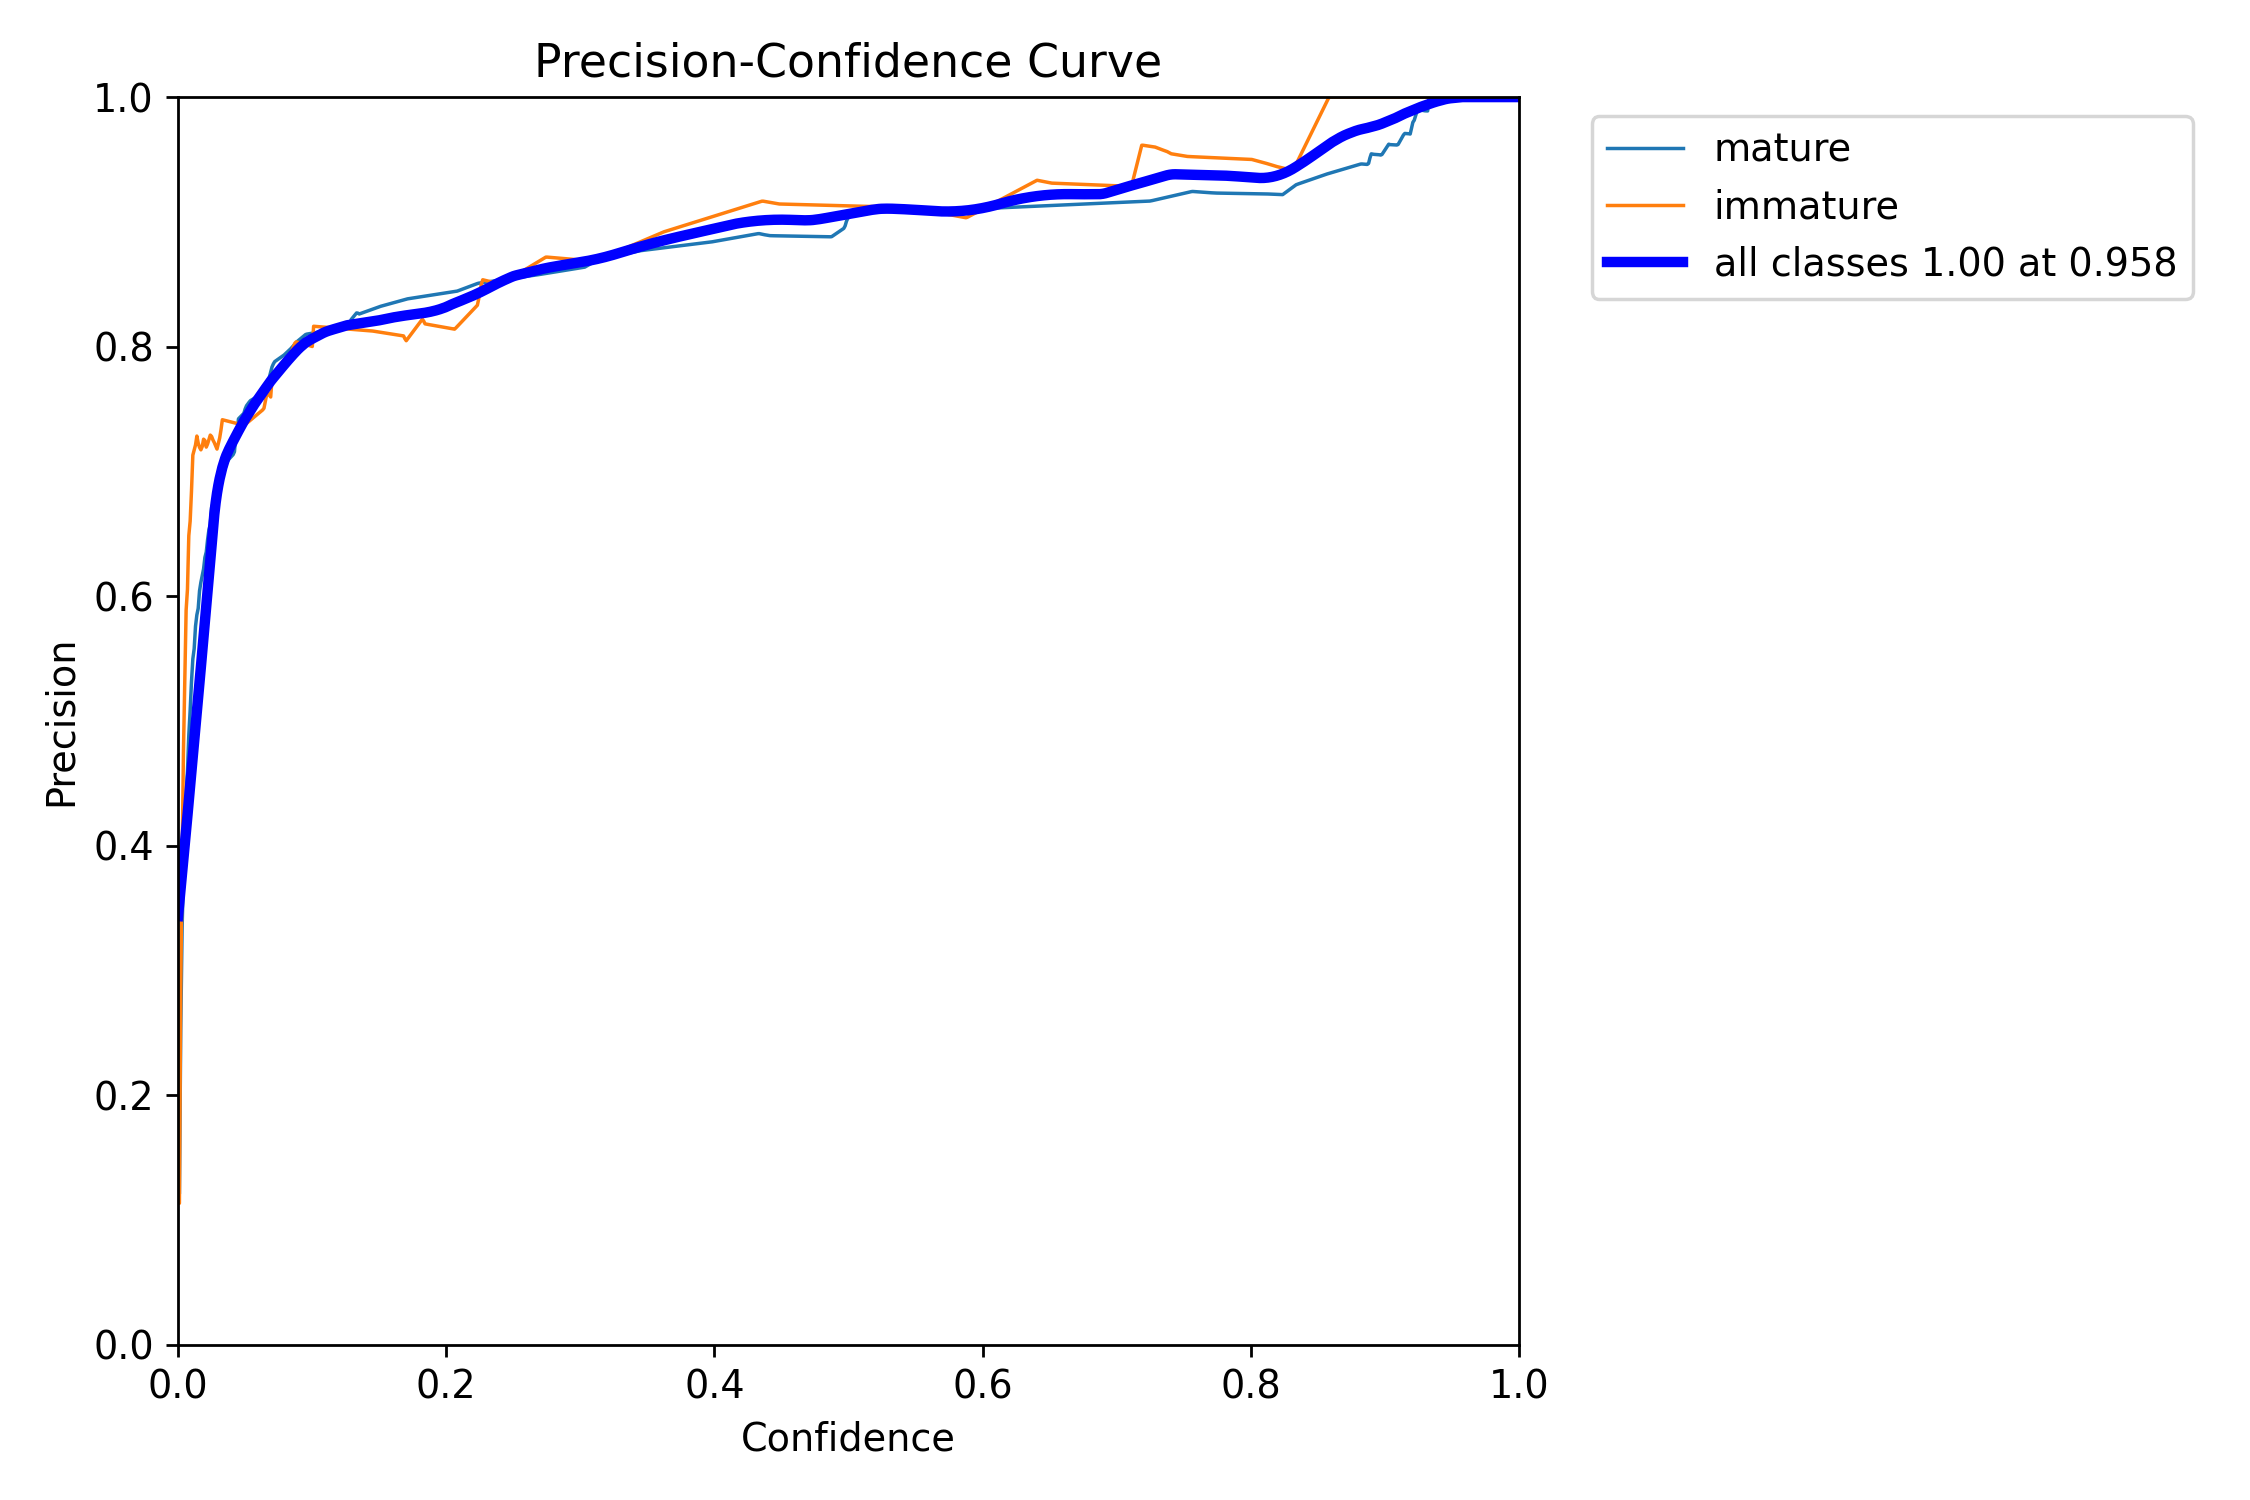 Precision-Confidence Curve
1.0
0.8
0.6
0.4
0.2
0.0
Precision
0.0 0.2 0.4 0.6 0.8 1.0
Confidence
mature
immature
all classes 1.00 at 0.958